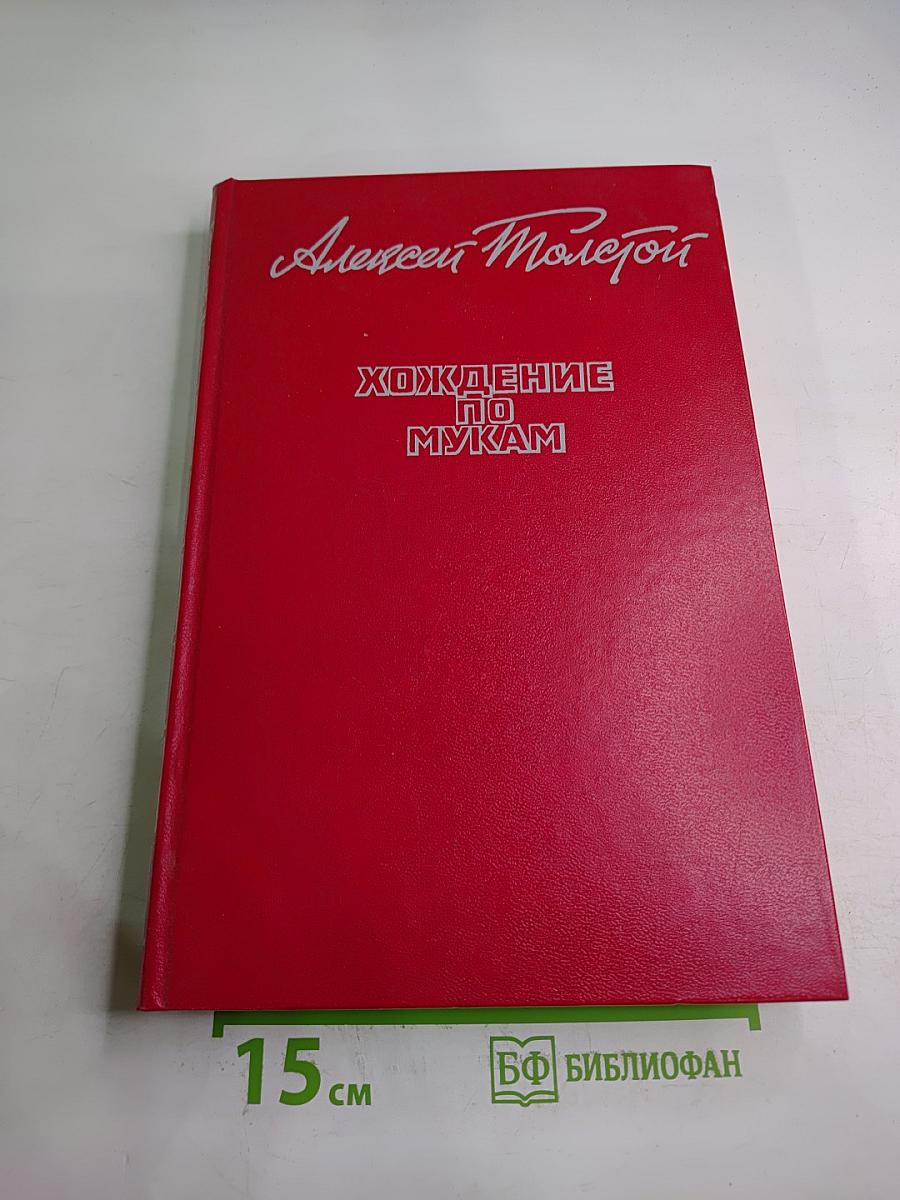 Алексей Толстой
ХОЖДЕНИЕ
ПО
МУКАМ
15 см
БФ БИБЛИОФАН